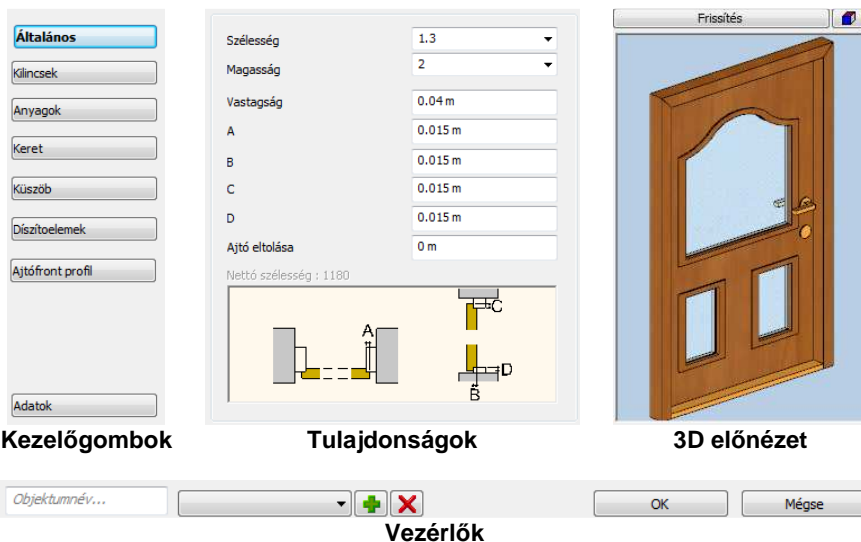 Általános
Kilincsek
Anyagok
Keret
Küszöb
Díszítoelemek
Ajtófront profil
Adatok
Kezelőgombok
Szélesség 1.3
Magasság 2
Vastagság 0.04 m
A 0.015 m
B 0.015 m
C 0.015 m
D 0.015 m
Ajtó eltolása 0 m
Nettó szélesség : 1180
A
C
D
B
Tulajdonságok
Frissítés
3D előnézet
Objektumnév...
OK
Mégse
Vezérlők